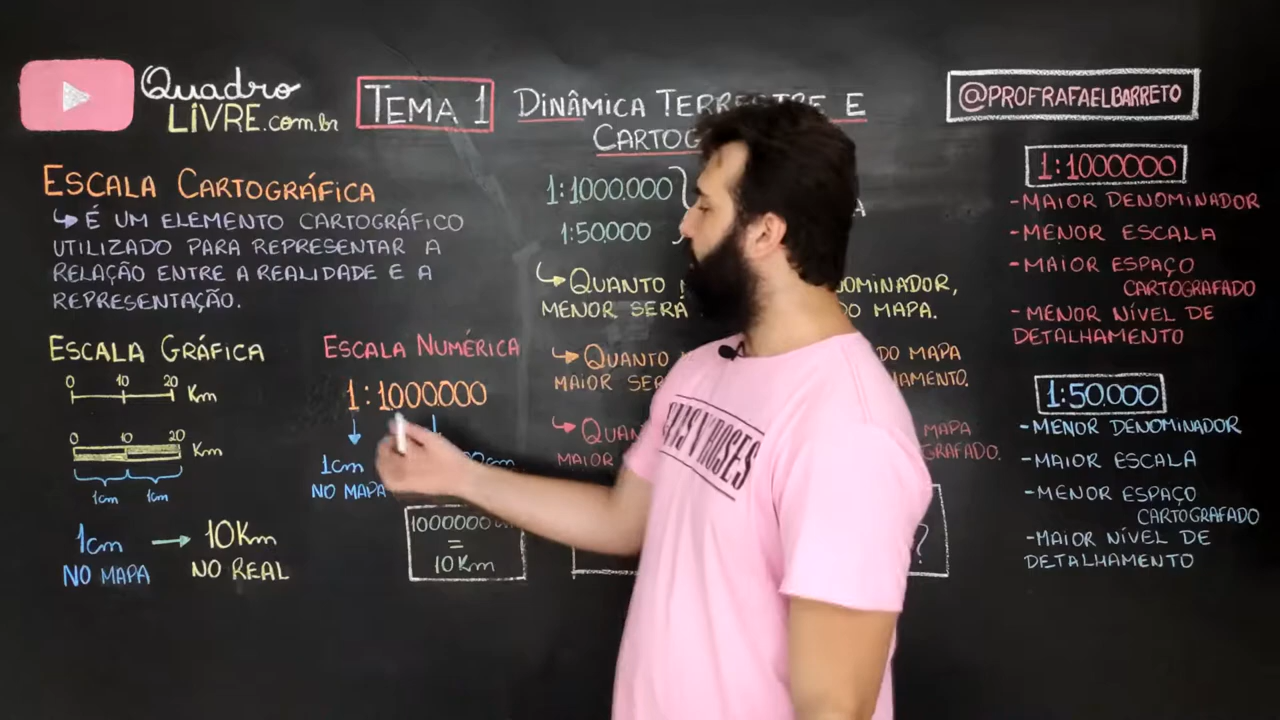 Quadro
LIVRE.com.br
TEMA 1
DINÂMICA TERRESTRE E
CARTOG
@PROFRAFAELBARRETO
ESCALA CARTOGRÁFICA
↳ É UM ELEMENTO CARTOGRÁFICO
UTILIZADO PARA REPRESENTAR A
RELAÇÃO ENTRE A REALIDADE E A
REPRESENTAÇÃO.
ESCALA GRÁFICA
0 10 20 Km
0 10 20 Km
1cm 1cm
1cm → 10Km
NO MAPA NO REAL
ESCALA NUMÉRICA
1:1000000
1cm
NO MAPA
1000000
=
10Km
1:1000.000
1:50.000
↳ QUANTO
MENOR SERÁ DO MAPA.
↳ QUANTO DO MAPA
MAIOR
MAPA
MAIOR
?
1:1000000
-MAIOR DENOMINADOR
-MENOR ESCALA
-MAIOR ESPAÇO
CARTOGRAFADO
-MENOR NÍVEL DE
DETALHAMENTO
1:50.000
-MENOR DENOMINADOR
-MAIOR ESCALA
-MENOR ESPAÇO
CARTOGRAFADO
-MAIOR NÍVEL DE
DETALHAMENTO